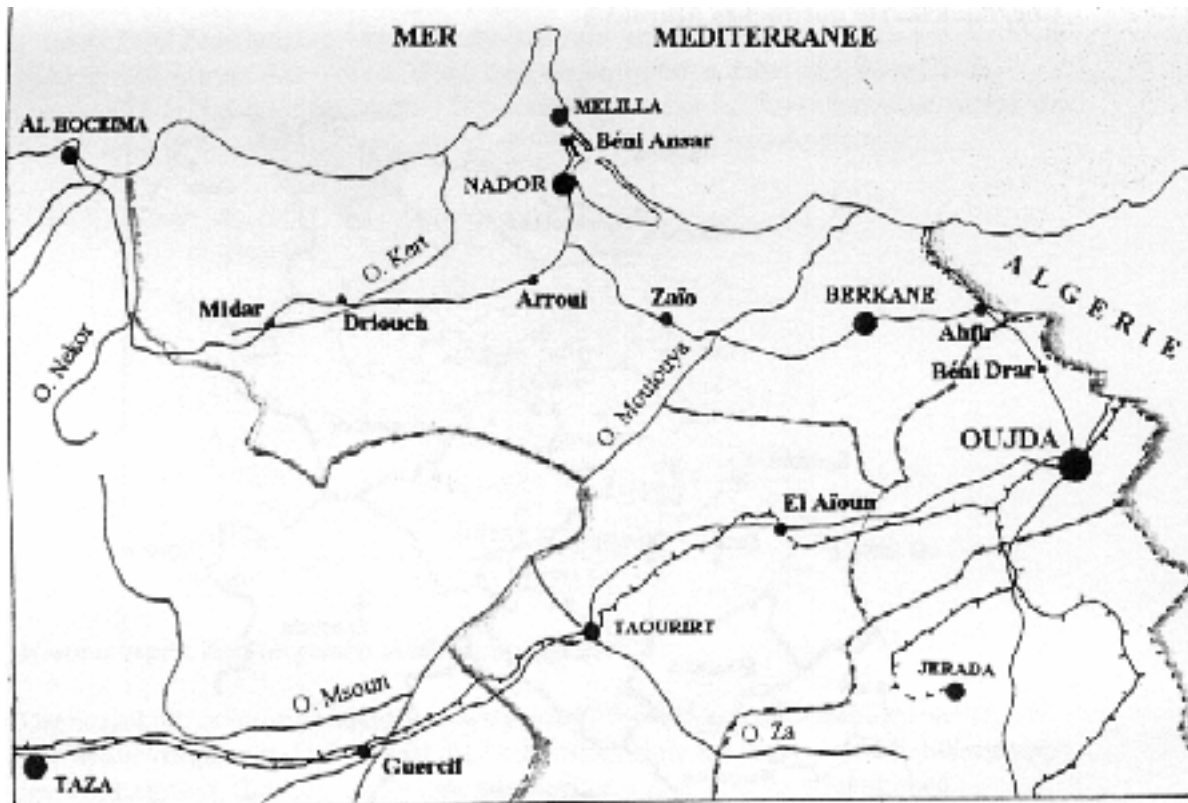 MER MEDITERRANEE
MELILLA
AL HOCEIMA
Béni Ansar
NADOR
ALGERIE
O. Kert
Arroui
Zaïo
BERKANE
Midar
Driouch
Ahfir
O. Nekor
Béni Drar
O. Moulouya
OUJDA
El Aïoun
TAOURIRT
JERADA
O. Msoun
O. Za
Guercif
TAZA